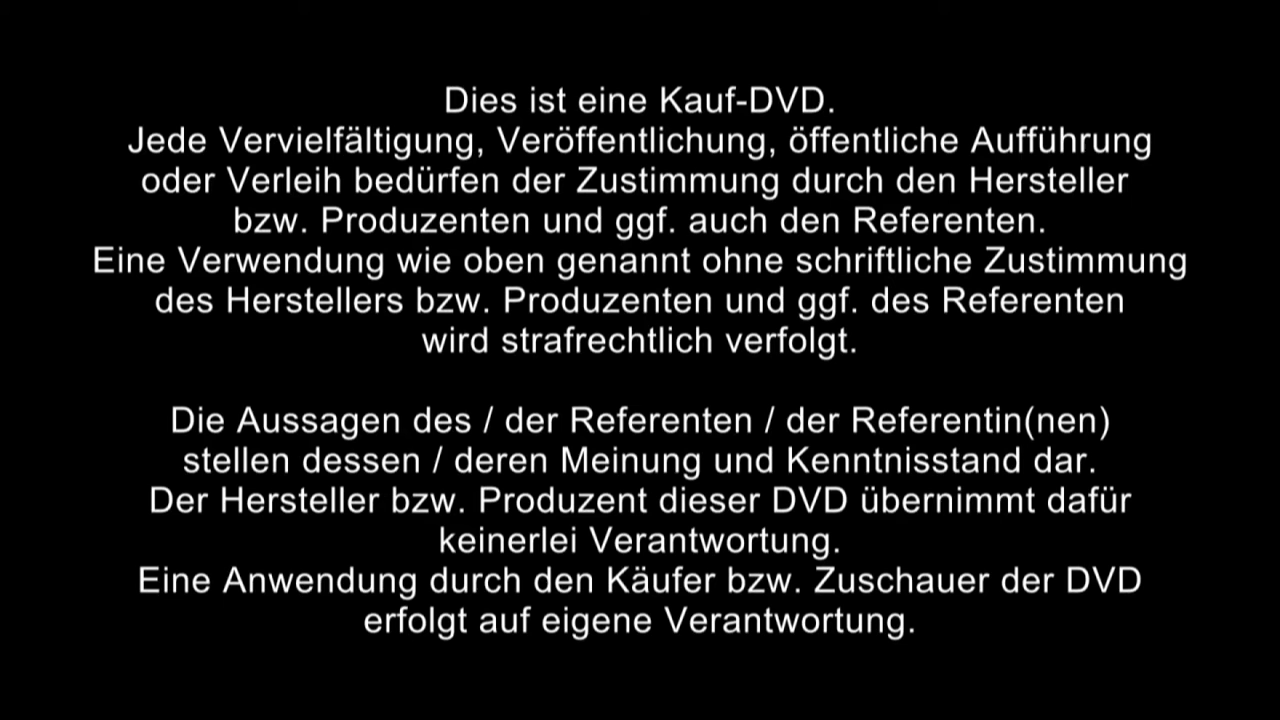 Dies ist eine Kauf-DVD.
Jede Vervielfältigung, Veröffentlichung, öffentliche Aufführung
oder Verleih bedürfen der Zustimmung durch den Hersteller
bzw. Produzenten und ggf. auch den Referenten.
Eine Verwendung wie oben genannt ohne schriftliche Zustimmung
des Herstellers bzw. Produzenten und ggf. des Referenten
wird strafrechtlich verfolgt.
Die Aussagen des / der Referenten / der Referentin(nen)
stellen dessen / deren Meinung und Kenntnisstand dar.
Der Hersteller bzw. Produzent dieser DVD übernimmt dafür
keinerlei Verantwortung.
Eine Anwendung durch den Käufer bzw. Zuschauer der DVD
erfolgt auf eigene Verantwortung.